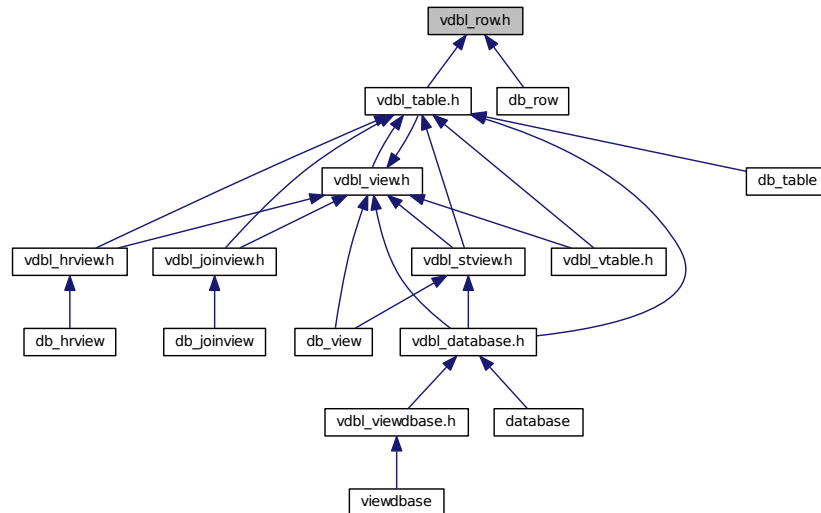 vdbl_row.h
vdbl_table.h
db_row
vdbl_view.h
db_table
vdbl_hrview.h
vdbl_joinview.h
vdbl_stview.h
vdbl_vtable.h
db_hrview
db_joinview
db_view
vdbl_database.h
vdbl_viewdbase.h
database
viewdbase